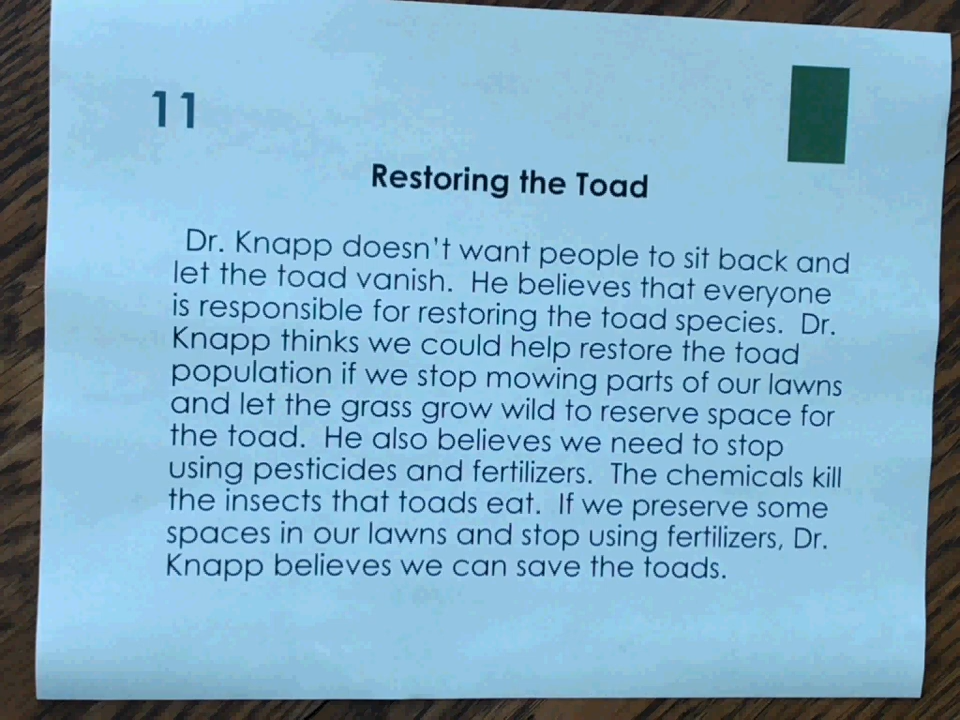 11
Restoring the Toad
Dr. Knapp doesn't want people to sit back and
let the toad vanish. He believes that everyone
is responsible for restoring the toad species. Dr.
Knapp thinks we could help restore the toad
population if we stop mowing parts of our lawns
and let the grass grow wild to reserve space for
the toad. He also believes we need to stop
using pesticides and fertilizers. The chemicals kill
the insects that toads eat. If we preserve some
spaces in our lawns and stop using fertilizers, Dr.
Knapp believes we can save the toads.